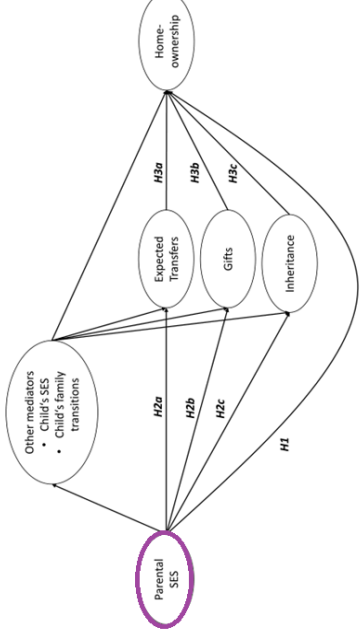 Parental
SES
Other mediators
• Child's SES
• Child's family
transitions
H2a
H2b
H2c
H1
Expected
Transfers
Gifts
Inheritance
H3a
H3b
H3c
Home-
ownership